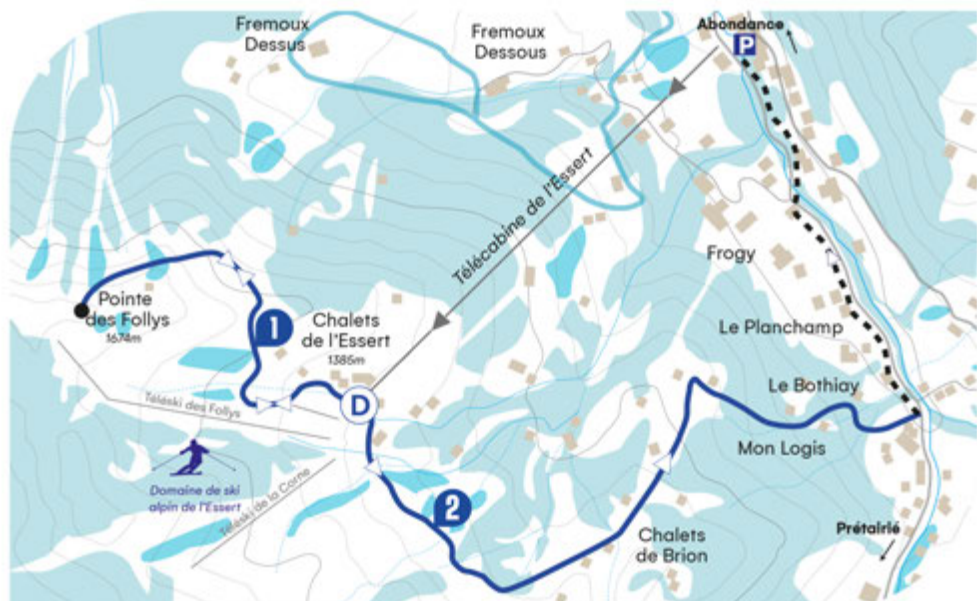 Fremoux
Dessus
Fremoux
Dessous
Abondance
P
Télécabine de l'Essert
Frogy
Pointe
des Follys
1674m
1
Chalets
de l'Essert
1385m
Le Planchamp
D
Le Bothiay
Téléski des Follys
Mon Logis
Domaine de ski
alpin de l'Essert
Téléski de la Corne
2
Chalets
de Brion
Prétairié